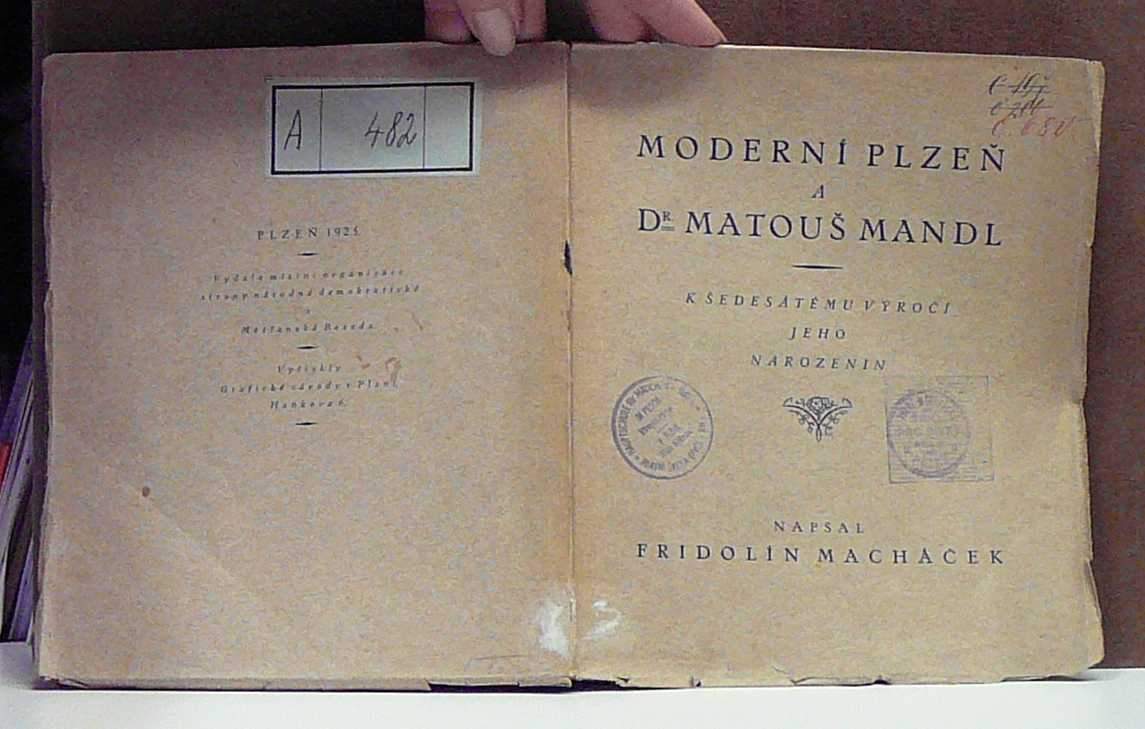 A 482
PLZEŇ 1925
Vydala místní organisace
strany národně demokratické
a
Měšťanská Beseda.
Vytiskly
Grafické závody v Plzni,
Hankova 6.
MODERNÍ PLZEŇ
A
DR MATOUŠ MANDL
K ŠEDESÁTÉMU VÝROČÍ
JEHO
NAROZENIN
NAPSAL
FRIDOLÍN MACHÁČEK